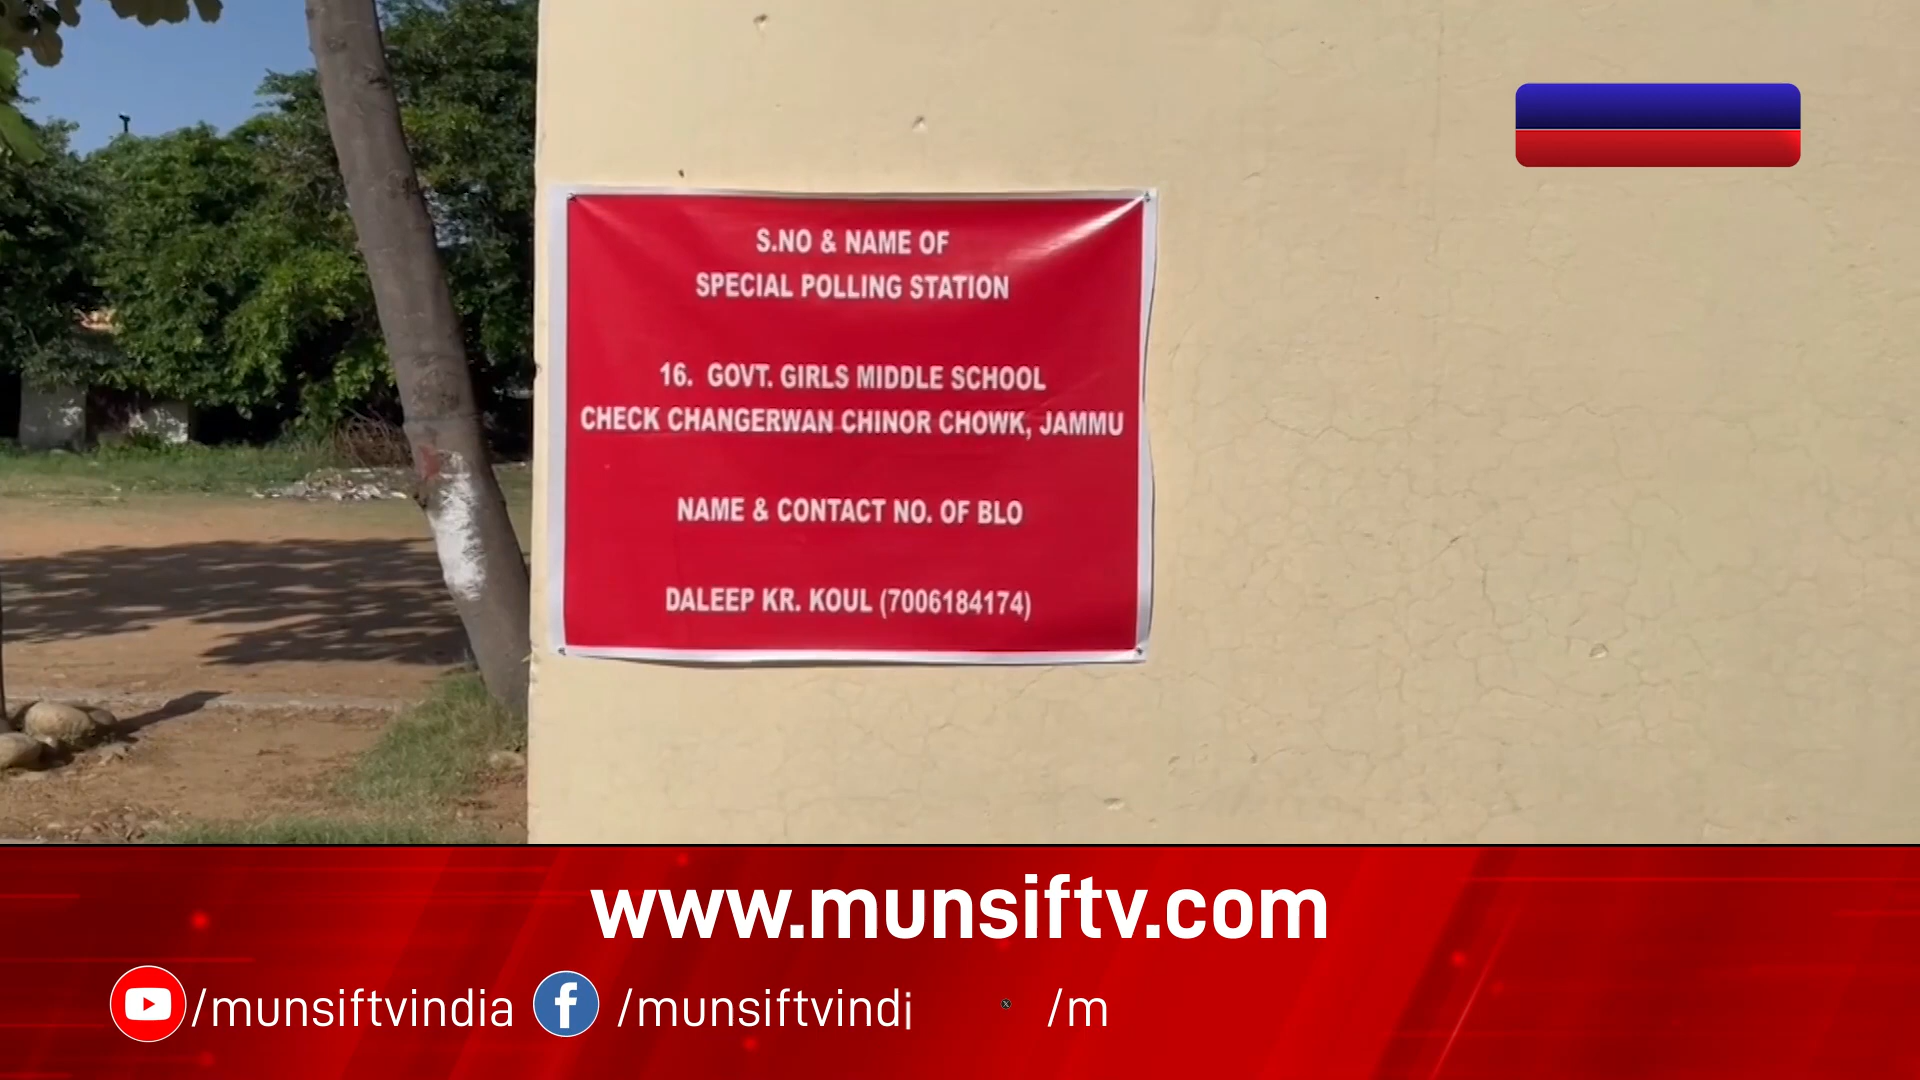 S.NO & NAME OF
SPECIAL POLLING STATION
16. GOVT. GIRLS MIDDLE SCHOOL
CHECK CHANGERWAN CHINOR CHOWK, JAMMU
NAME & CONTACT NO. OF BLO
DALEEP KR. KOUL (7006184174)
www.munsiftv.com
/munsiftvindia /munsiftvindi /m